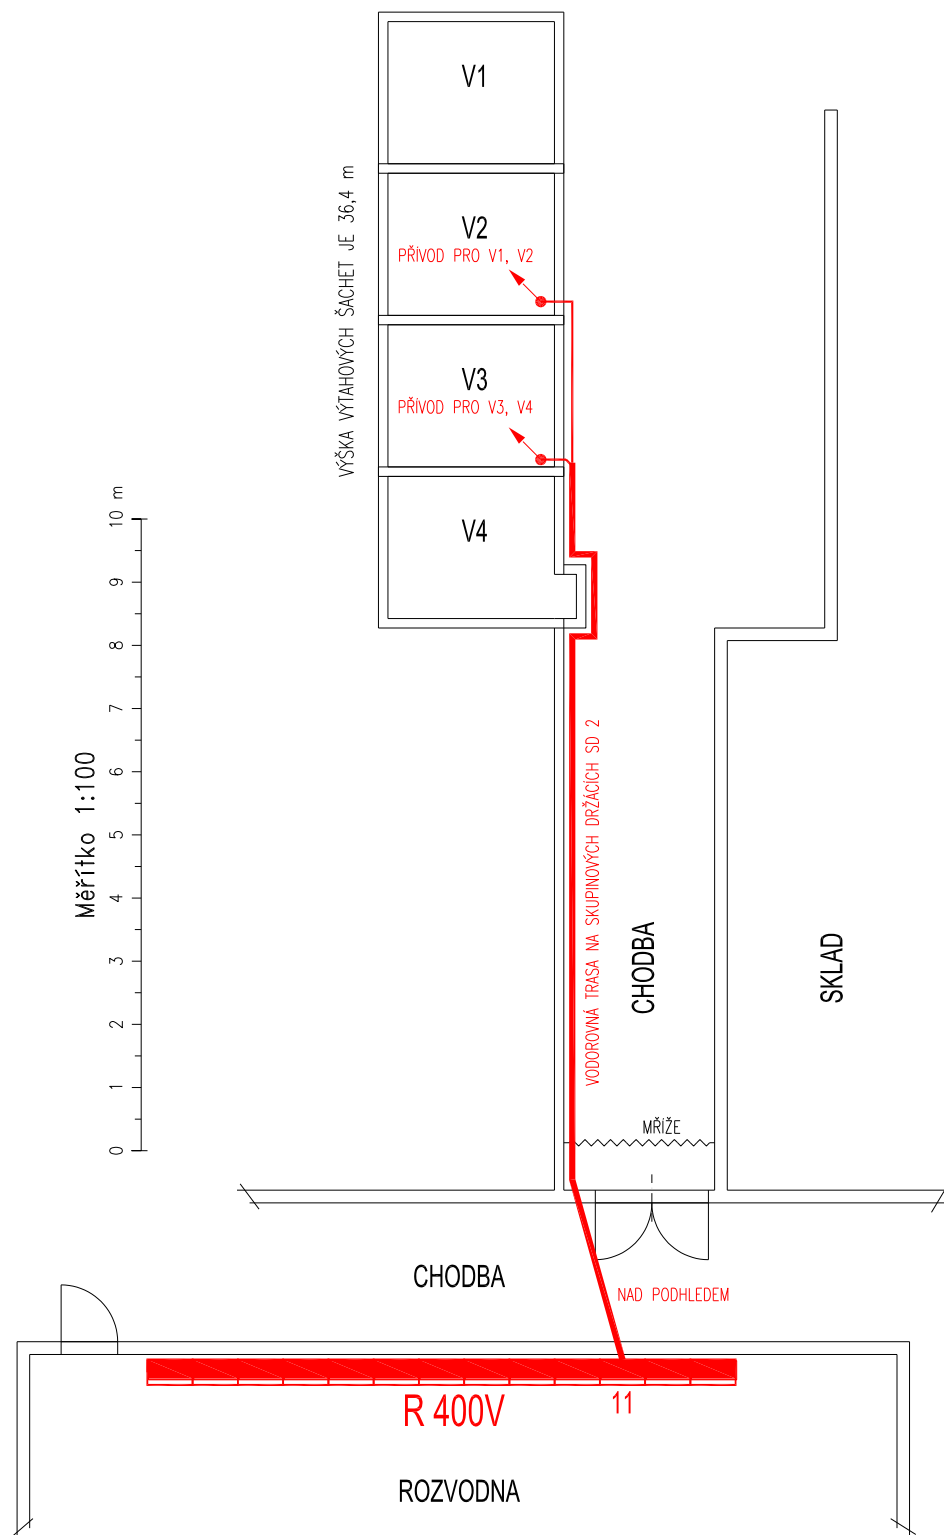 V1
VÝŠKA VÝTAHOVÝCH ŠACHET JE 36,4 m
V2
PŘÍVOD PRO V1, V2
V3
PŘÍVOD PRO V3, V4
V4
Měřítko 1:100
10 m
9
8
7
6
5
4
3
2
1
0
VODOROVNÁ TRASA NA SKUPINOVÝCH DRŽÁCÍCH SD 2
CHODBA
SKLAD
MŘÍŽE
CHODBA
NAD PODHLEDEM
R 400V
11
ROZVODNA